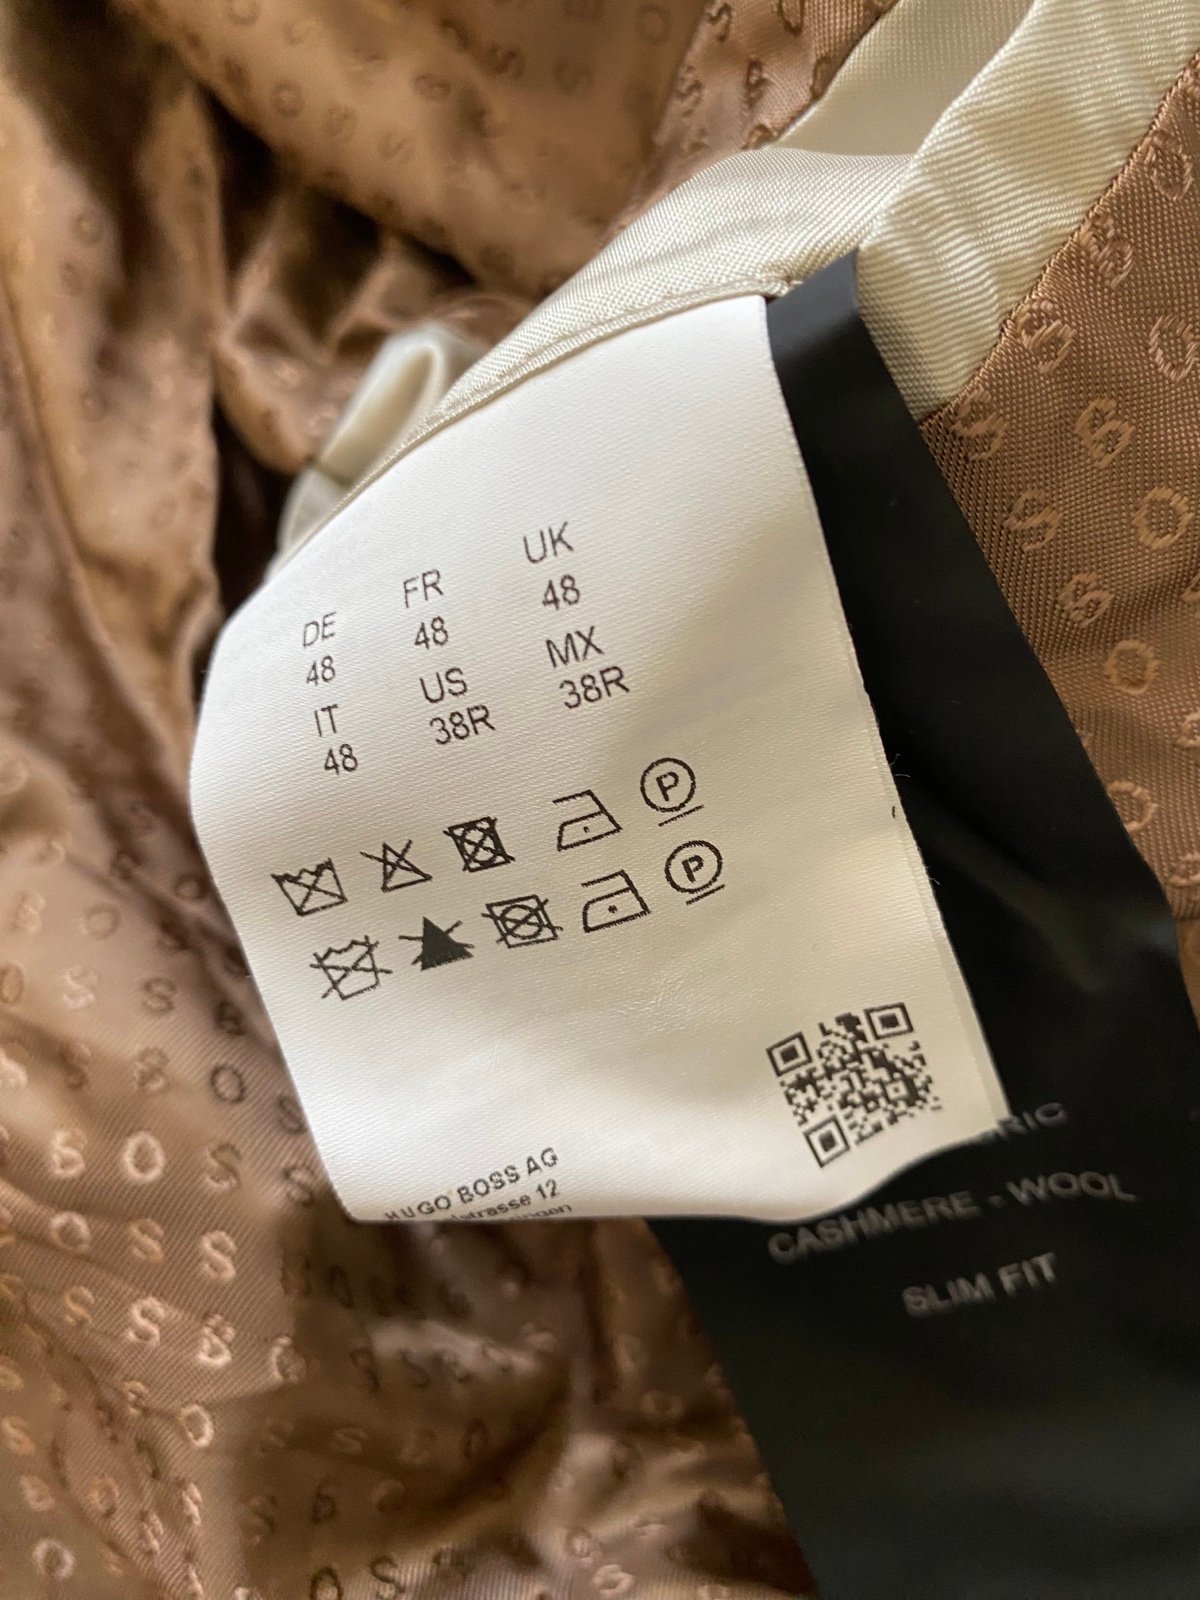 DE FR UK
48 48 48
IT US MX
48 38R 38R
P
P
HUGO BOSS AG
12
CASHMERE - WOOL
SLIM FIT